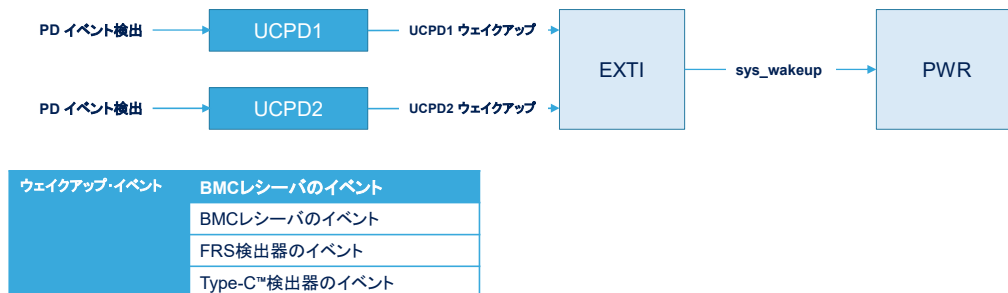 PD イベント検出
UCPD1
UCPD1 ウェイクアップ
EXTI
sys_wakeup
PWR
PD イベント検出
UCPD2
UCPD2 ウェイクアップ
ウェイクアップ・イベント
BMCレシーバのイベント
BMCレシーバのイベント
FRS検出器のイベント
Type-C™検出器のイベント